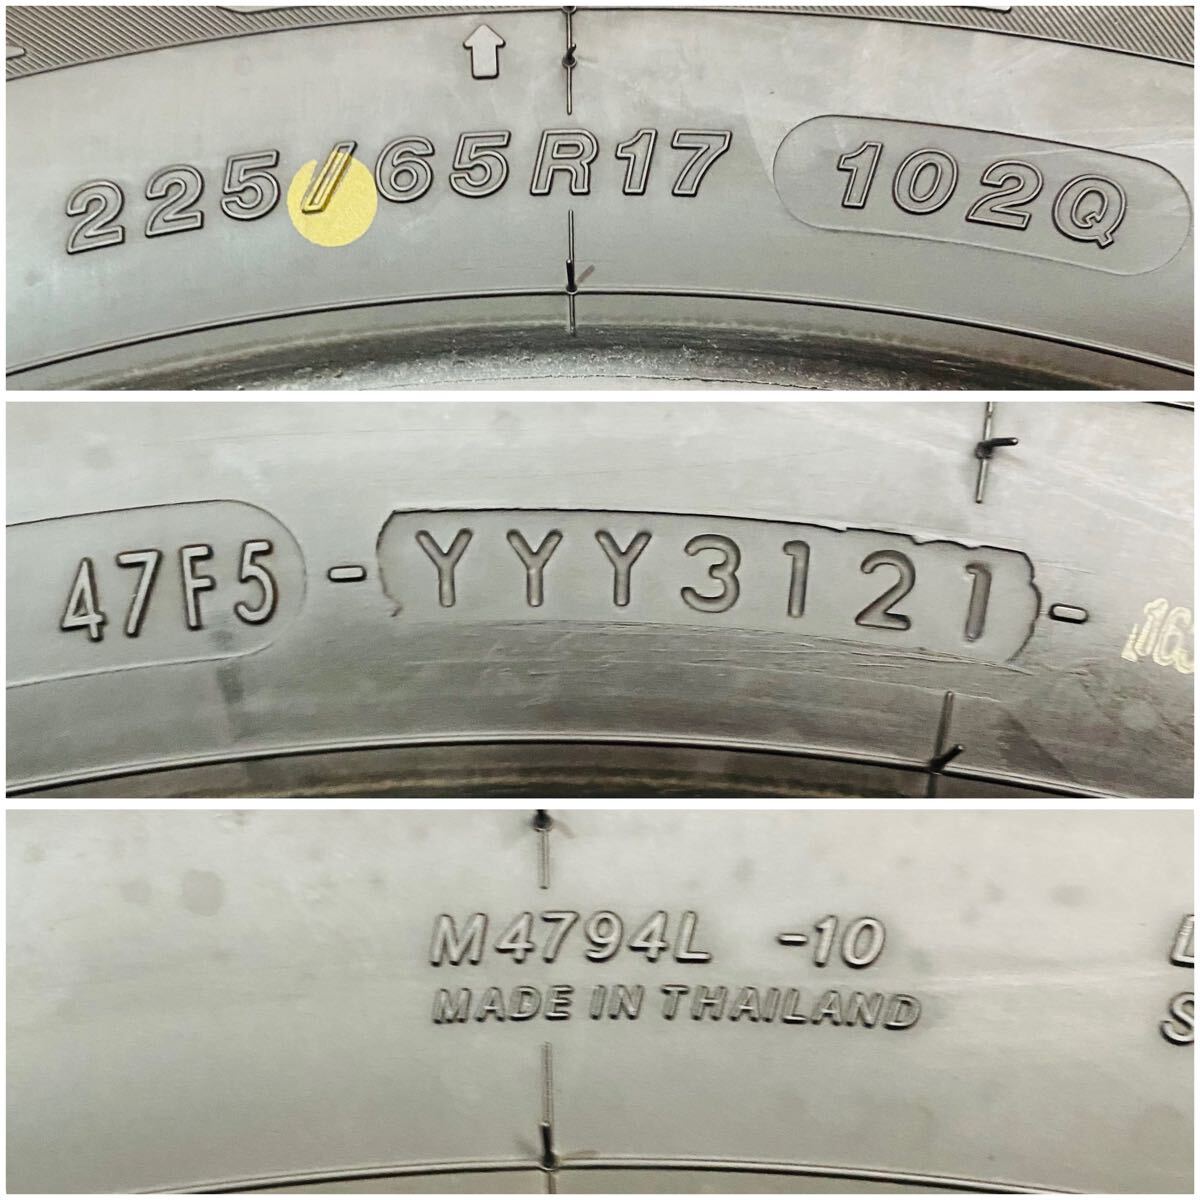 225/65R17 102Q
47F5 - YYY3121 -
M4794L -10
MADE IN THAILAND